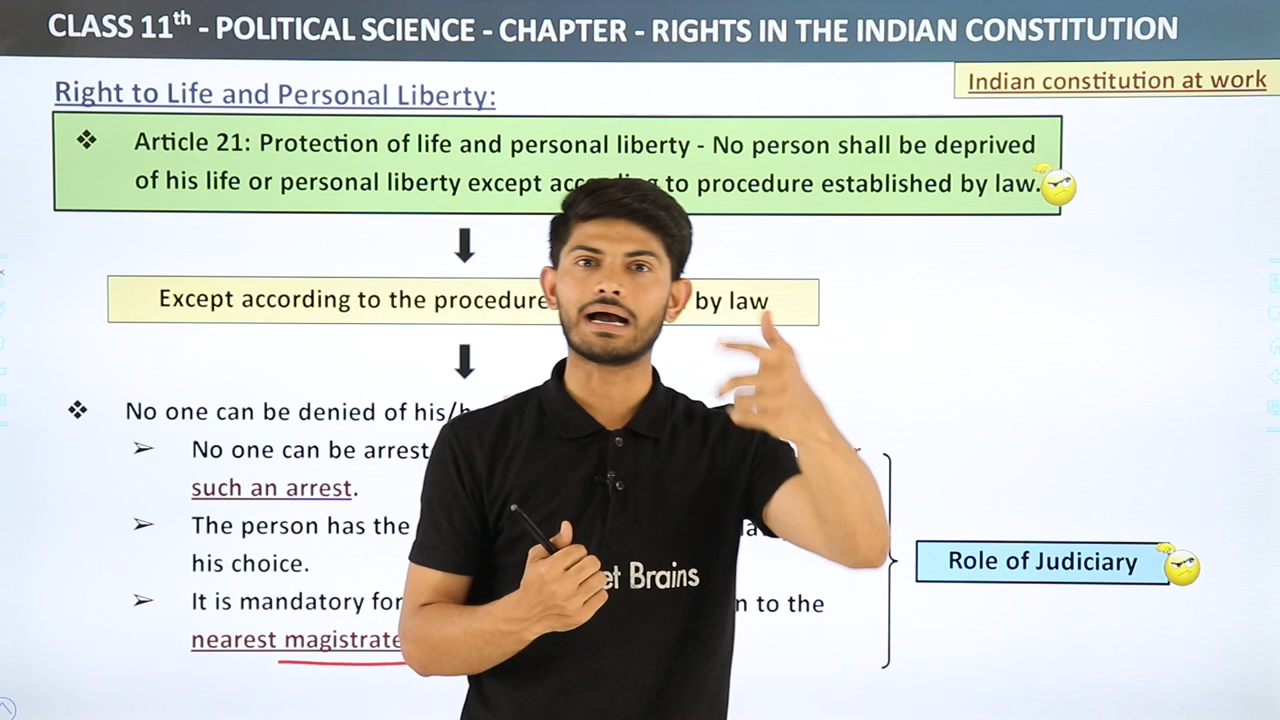 CLASS 11th - POLITICAL SCIENCE - CHAPTER - RIGHTS IN THE INDIAN CONSTITUTION
Indian constitution at work
Right to Life and Personal Liberty:
❖ Article 21: Protection of life and personal liberty - No person shall be deprived
of his life or personal liberty except acc to procedure established by law.
Except according to the procedure by law
❖ No one can be denied of his/h
➢ No one can be arrest
such an arrest.
➢ The person has the
his choice.
➢ It is mandatory for n to the
nearest magistrate
Role of Judiciary
et Brains